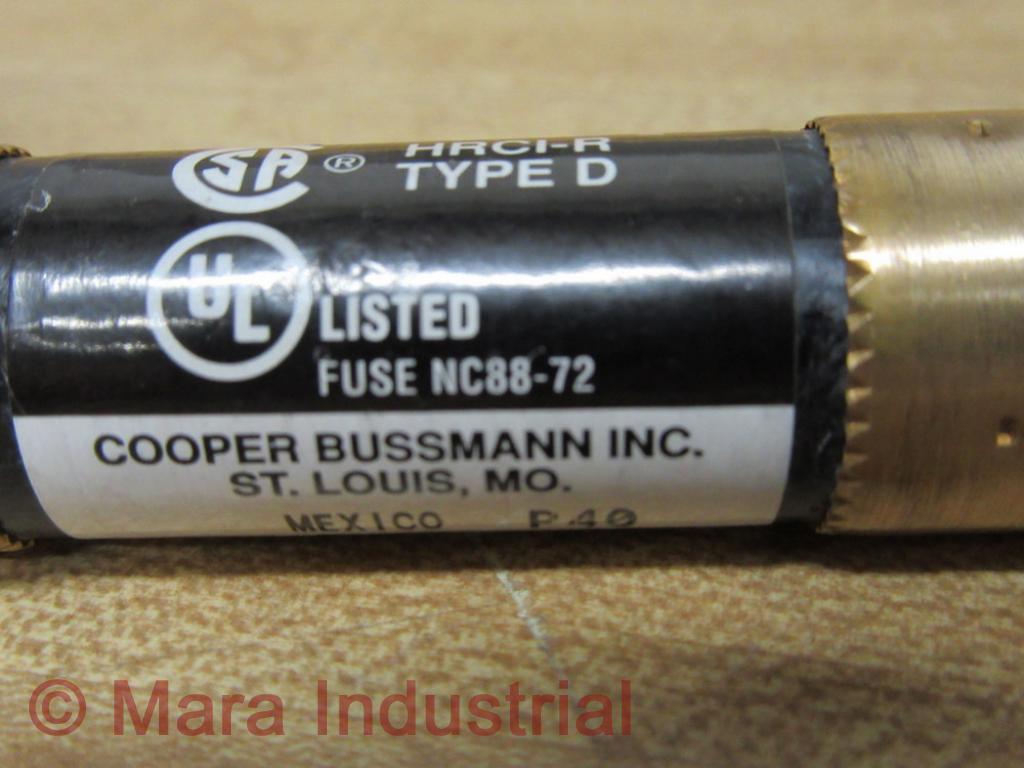 CSA ® HRCI-R
TYPE D
UL LISTED
FUSE NC88-72
COOPER BUSSMANN INC.
ST. LOUIS, MO.
MEXICO P40
© Mara Industrial